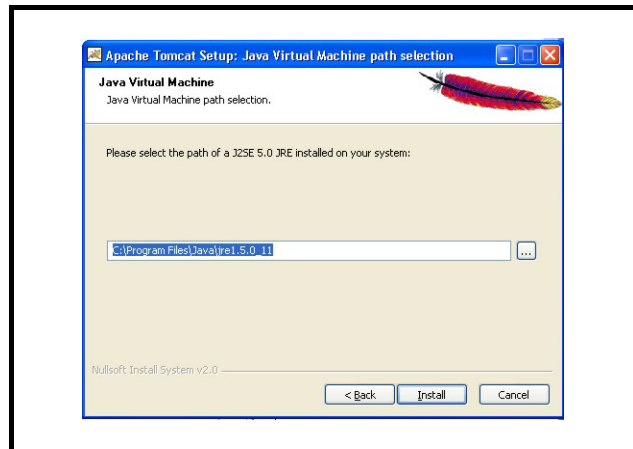 Apache Tomcat Setup: Java Virtual Machine path selection
Java Virtual Machine
Java Virtual Machine path selection.
Please select the path of a J2SE 5.0 JRE installed on your system:
C:\Program Files\Java\jre1.5.0_11
...
Nullsoft Install System v2.0
< Back
Install
Cancel